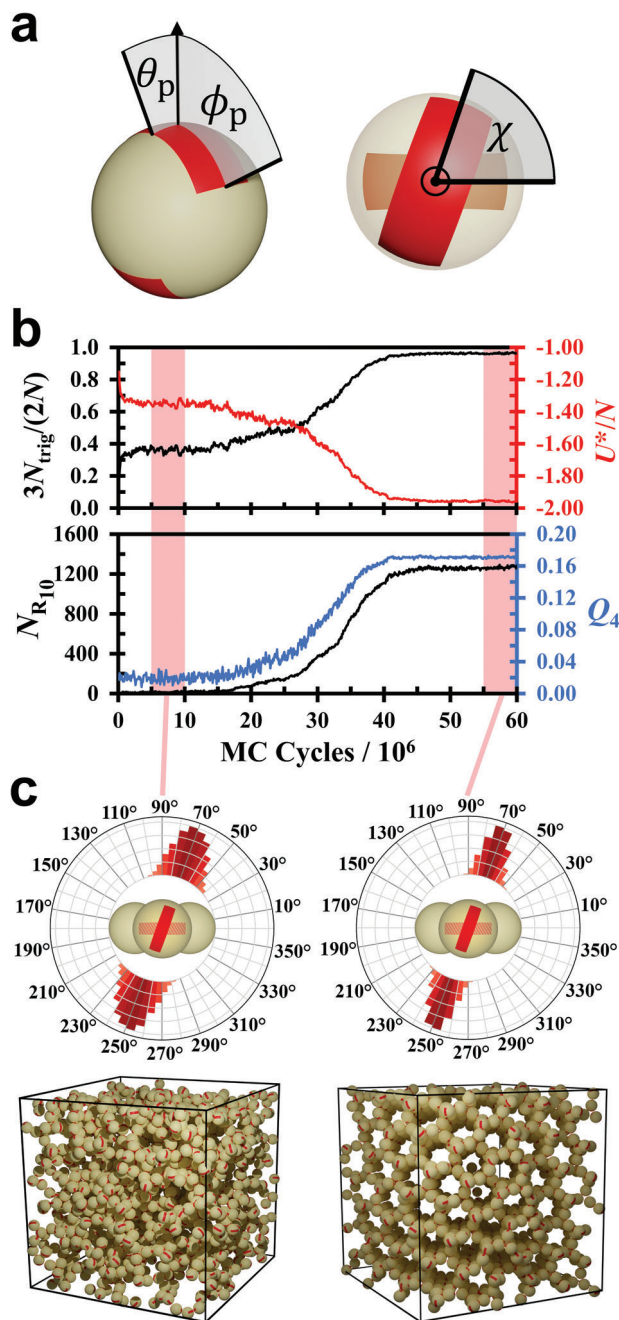 a
θp
ϕp
χ
b
3Ntrig/(2N)
1.0
0.8
0.6
0.4
0.2
0.0
-1.00
-1.20
-1.40
-1.60
-1.80
-2.00
U*/N
NR10
1600
1200
800
400
0
0.20
0.16
0.12
0.08
0.04
0.00
Q4
0 10 20 30 40 50 60
MC Cycles / 10⁶
c
90°
110° 70°
130° 50°
150° 30°
170° 10°
190° 350°
210° 330°
230° 310°
250° 270° 290°
90°
110° 70°
130° 50°
150° 30°
170° 10°
190° 350°
210° 330°
230° 310°
250° 270° 290°